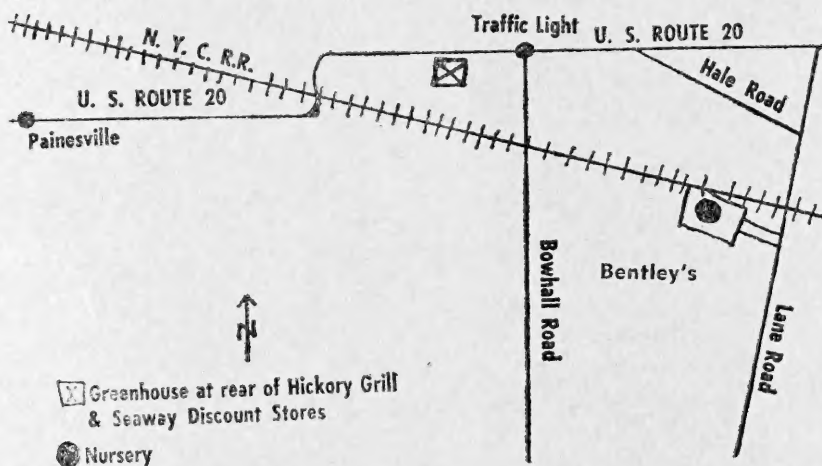 Traffic Light
U. S. ROUTE 20
N. Y. C. R.R.
Hale Road
U. S. ROUTE 20
Painesville
Bentley's
Bowhall Road
Lane Road
N
Greenhouse at rear of Hickory Grill
& Seaway Discount Stores
Nursery